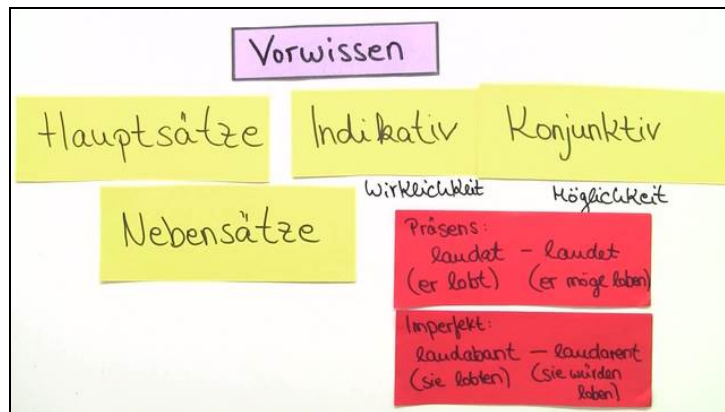 Vorwissen
Hauptsätze
Indikativ
Konjunktiv
Wirklichkeit
Möglichkeit
Nebensätze
Präsens:
laudat – laudet
(er lobt) (er möge loben)
Imperfekt:
laudabant – laudarent
(sie lobten) (sie würden
loben)